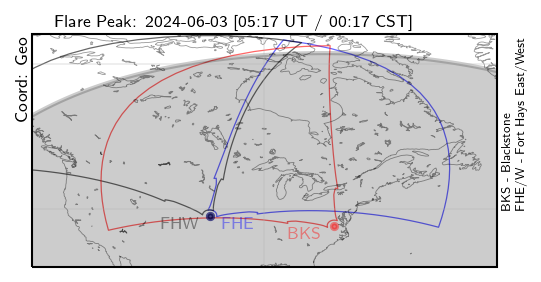 Flare Peak: 2024-06-03 [05:17 UT / 00:17 CST]
Coord: Geo
FHW
FHE
BKS
BKS - Blackstone
FHE/W - Fort Hays East/West